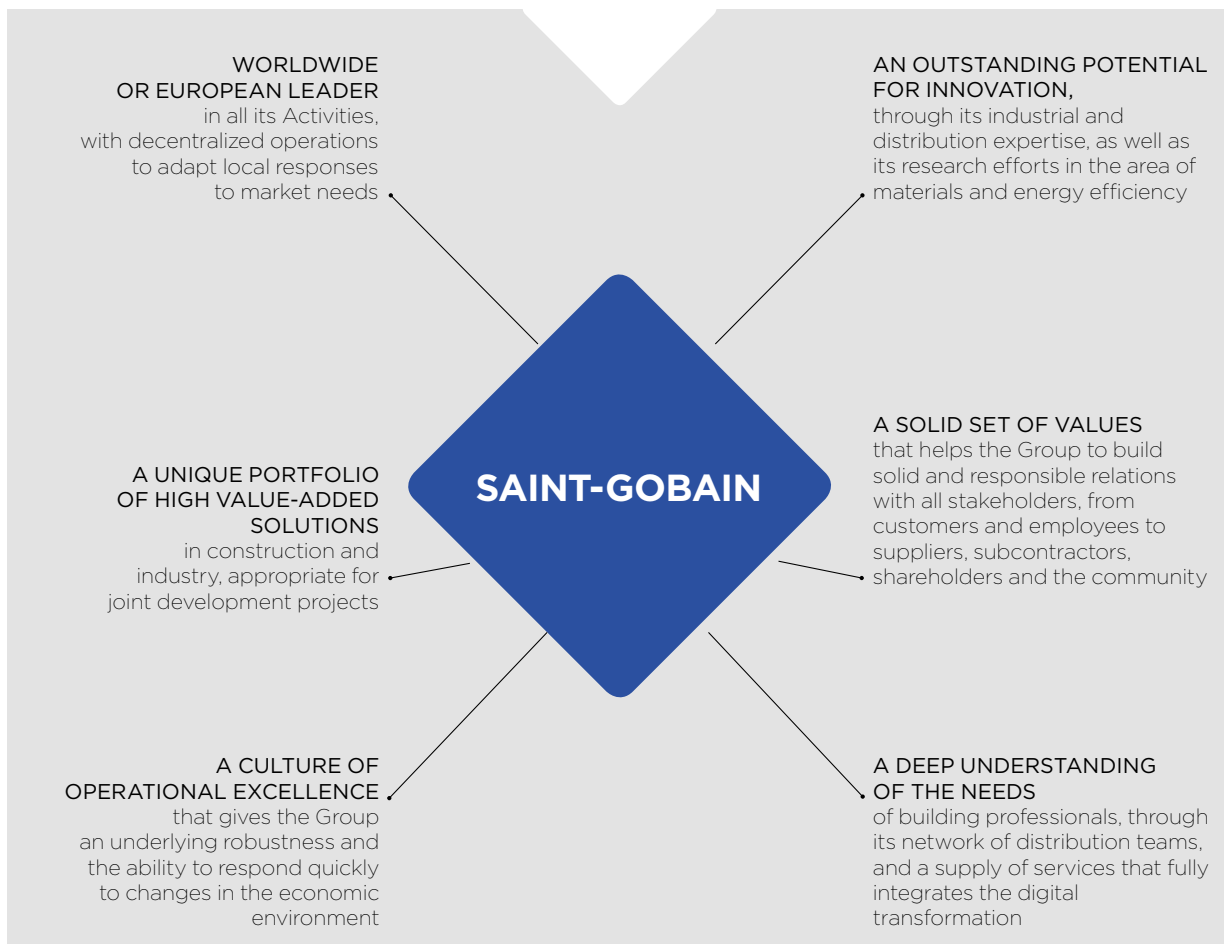 WORLDWIDE
OR EUROPEAN LEADER
in all its Activities,
with decentralized operations
to adapt local responses
to market needs
AN OUTSTANDING POTENTIAL
FOR INNOVATION,
through its industrial and
distribution expertise, as well as
its research efforts in the area of
materials and energy efficiency
A UNIQUE PORTFOLIO
OF HIGH VALUE-ADDED
SOLUTIONS
in construction and
industry, appropriate for
joint development projects
SAINT-GOBAIN
A SOLID SET OF VALUES
that helps the Group to build
solid and responsible relations
with all stakeholders, from
customers and employees to
suppliers, subcontractors,
shareholders and the community
A CULTURE OF
OPERATIONAL EXCELLENCE
that gives the Group
an underlying robustness and
the ability to respond quickly
to changes in the economic
environment
A DEEP UNDERSTANDING
OF THE NEEDS
of building professionals, through
its network of distribution teams,
and a supply of services that fully
integrates the digital
transformation